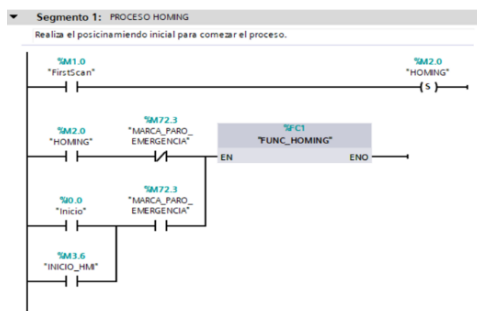 Segmento 1: PROCESO HOMING
Realiza el posicinamiento inicial para comezar el proceso.
%M1.0
"FirstScan"
%M2.0
"HOMING"
S
%M2.0
"HOMING"
%M72.3
"MARCA_PARO_
EMERGENCIA"
%FC1
"FUNC_HOMING"
EN
ENO
%I0.0
"Inicio"
%M72.3
"MARCA_PARO_
EMERGENCIA"
%M3.6
"INICIO_HMI"